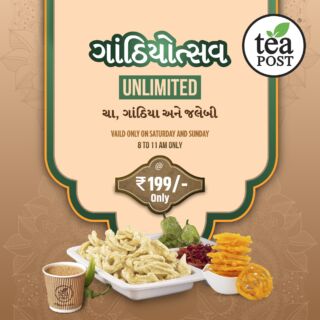 tea
POST
ગાંઠિયોત્સવ
UNLIMITED
ચા, ગાંઠિયા અને જલેબી
VAILD ONLY ON SATURDAY AND SUNDAY
8 TO 11 AM ONLY
@
₹199/-
Only